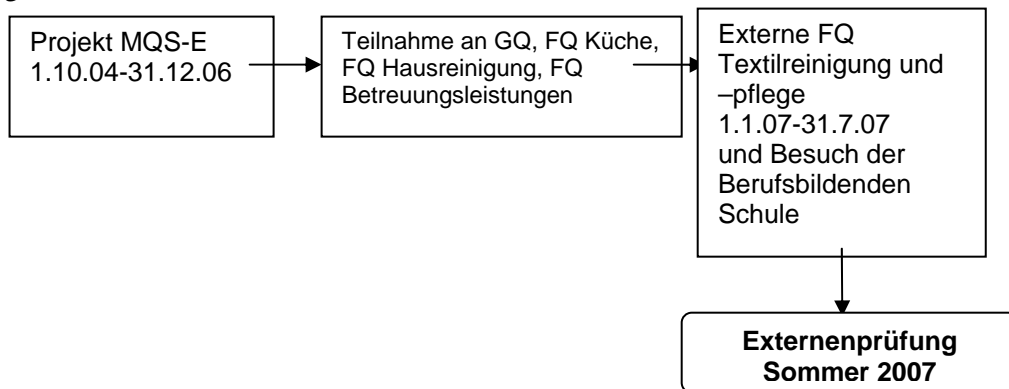 Projekt MQS-E
1.10.04-31.12.06
Teilnahme an GQ, FQ Küche,
FQ Hausreinigung, FQ
Betreuungsleistungen
Externe FQ
Textilreinigung und
–pflege
1.1.07-31.7.07
und Besuch der
Berufsbildenden
Schule
Externenprüfung
Sommer 2007